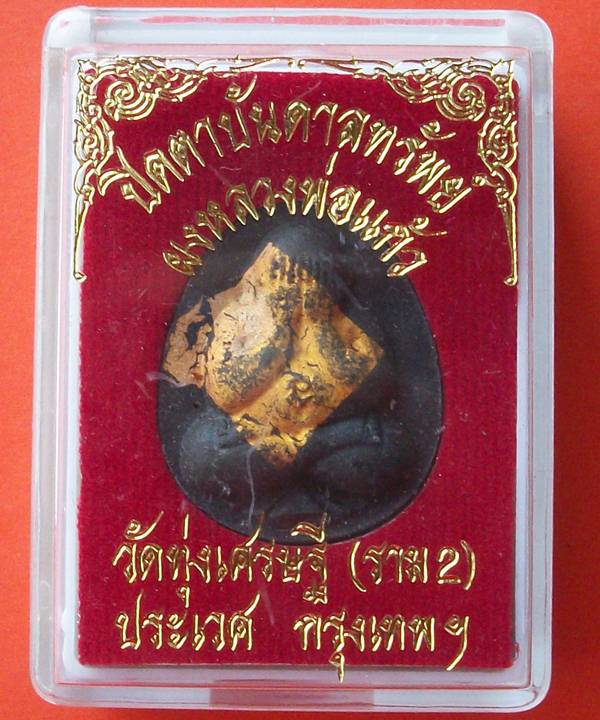 ปิดตาบันดาลทรัพย์
ผงหลวงพ่อแก้ว
วัดทุ่งเศรษฐี (ราม2)
ประเวศ กรุงเทพฯ